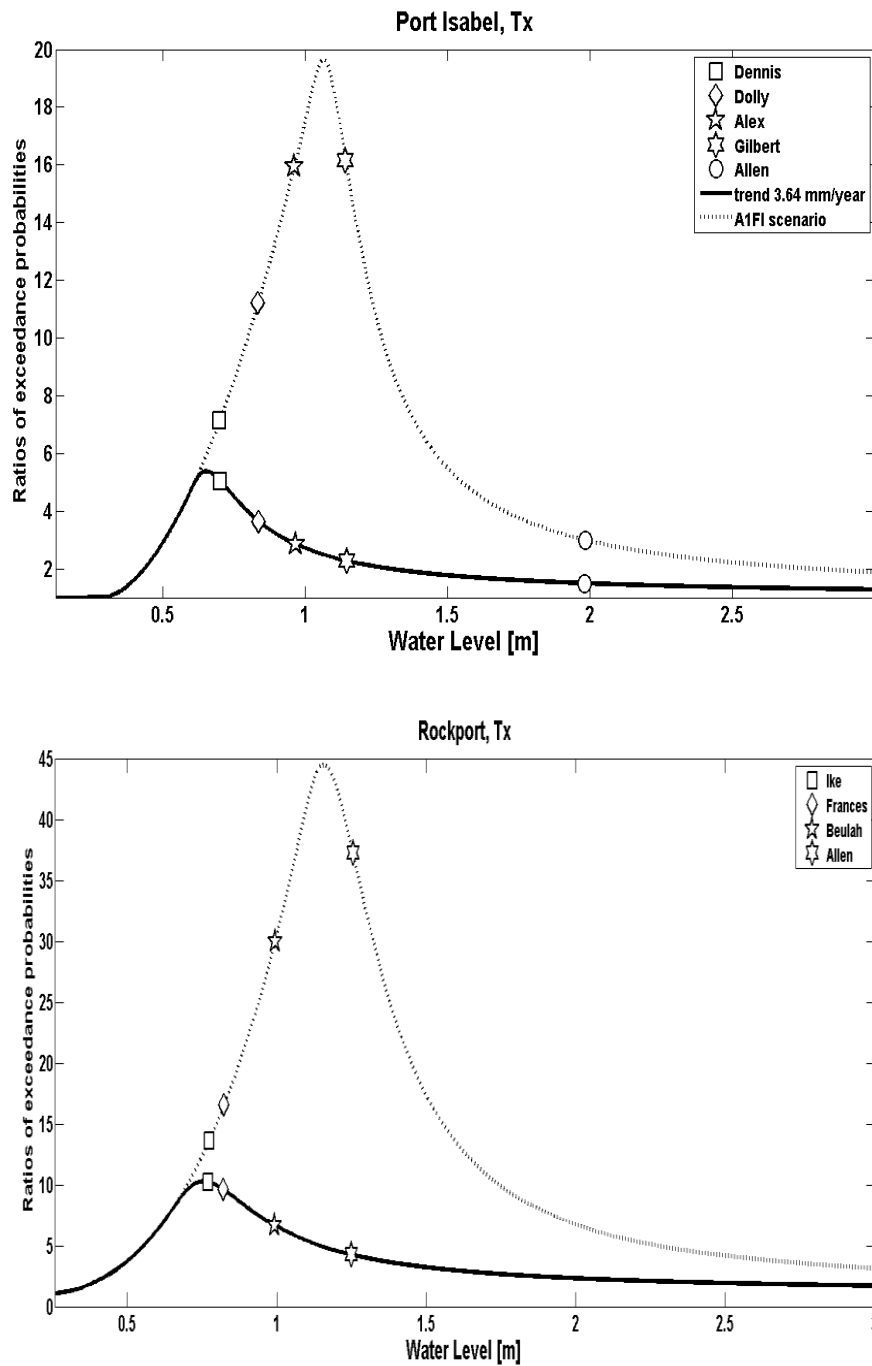 Port Isabel, Tx
20
18
16
14
12
10
8
6
4
2
Ratios of exceedance probabilities
Dennis
Dolly
Alex
Gilbert
Allen
trend 3.64 mm/year
A1FI scenario
0.5 1 1.5 2 2.5
Water Level [m]
Rockport, Tx
45
40
35
30
25
20
15
10
5
0
Ratios of exceedance probabilities
Ike
Frances
Beulah
Allen
0.5 1 1.5 2 2.5
Water Level [m]